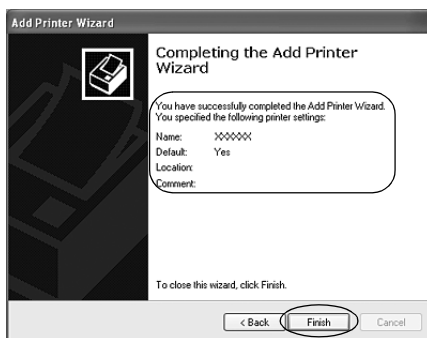 Add Printer Wizard
Completing the Add Printer
Wizard
You have successfully completed the Add Printer Wizard.
You specified the following printer settings:
Name: XXXXXX
Default: Yes
Location:
Comment:
To close this wizard, click Finish.
< Back Finish Cancel